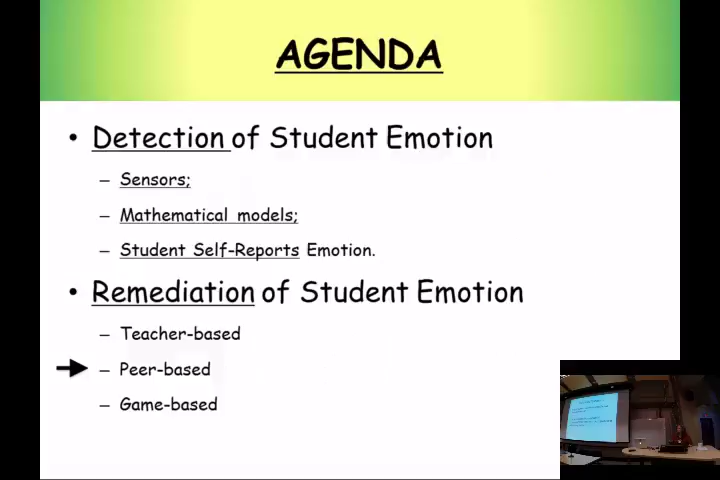 AGENDA
• Detection of Student Emotion
– Sensors;
– Mathematical models;
– Student Self-Reports Emotion.
• Remediation of Student Emotion
– Teacher-based
– Peer-based
– Game-based